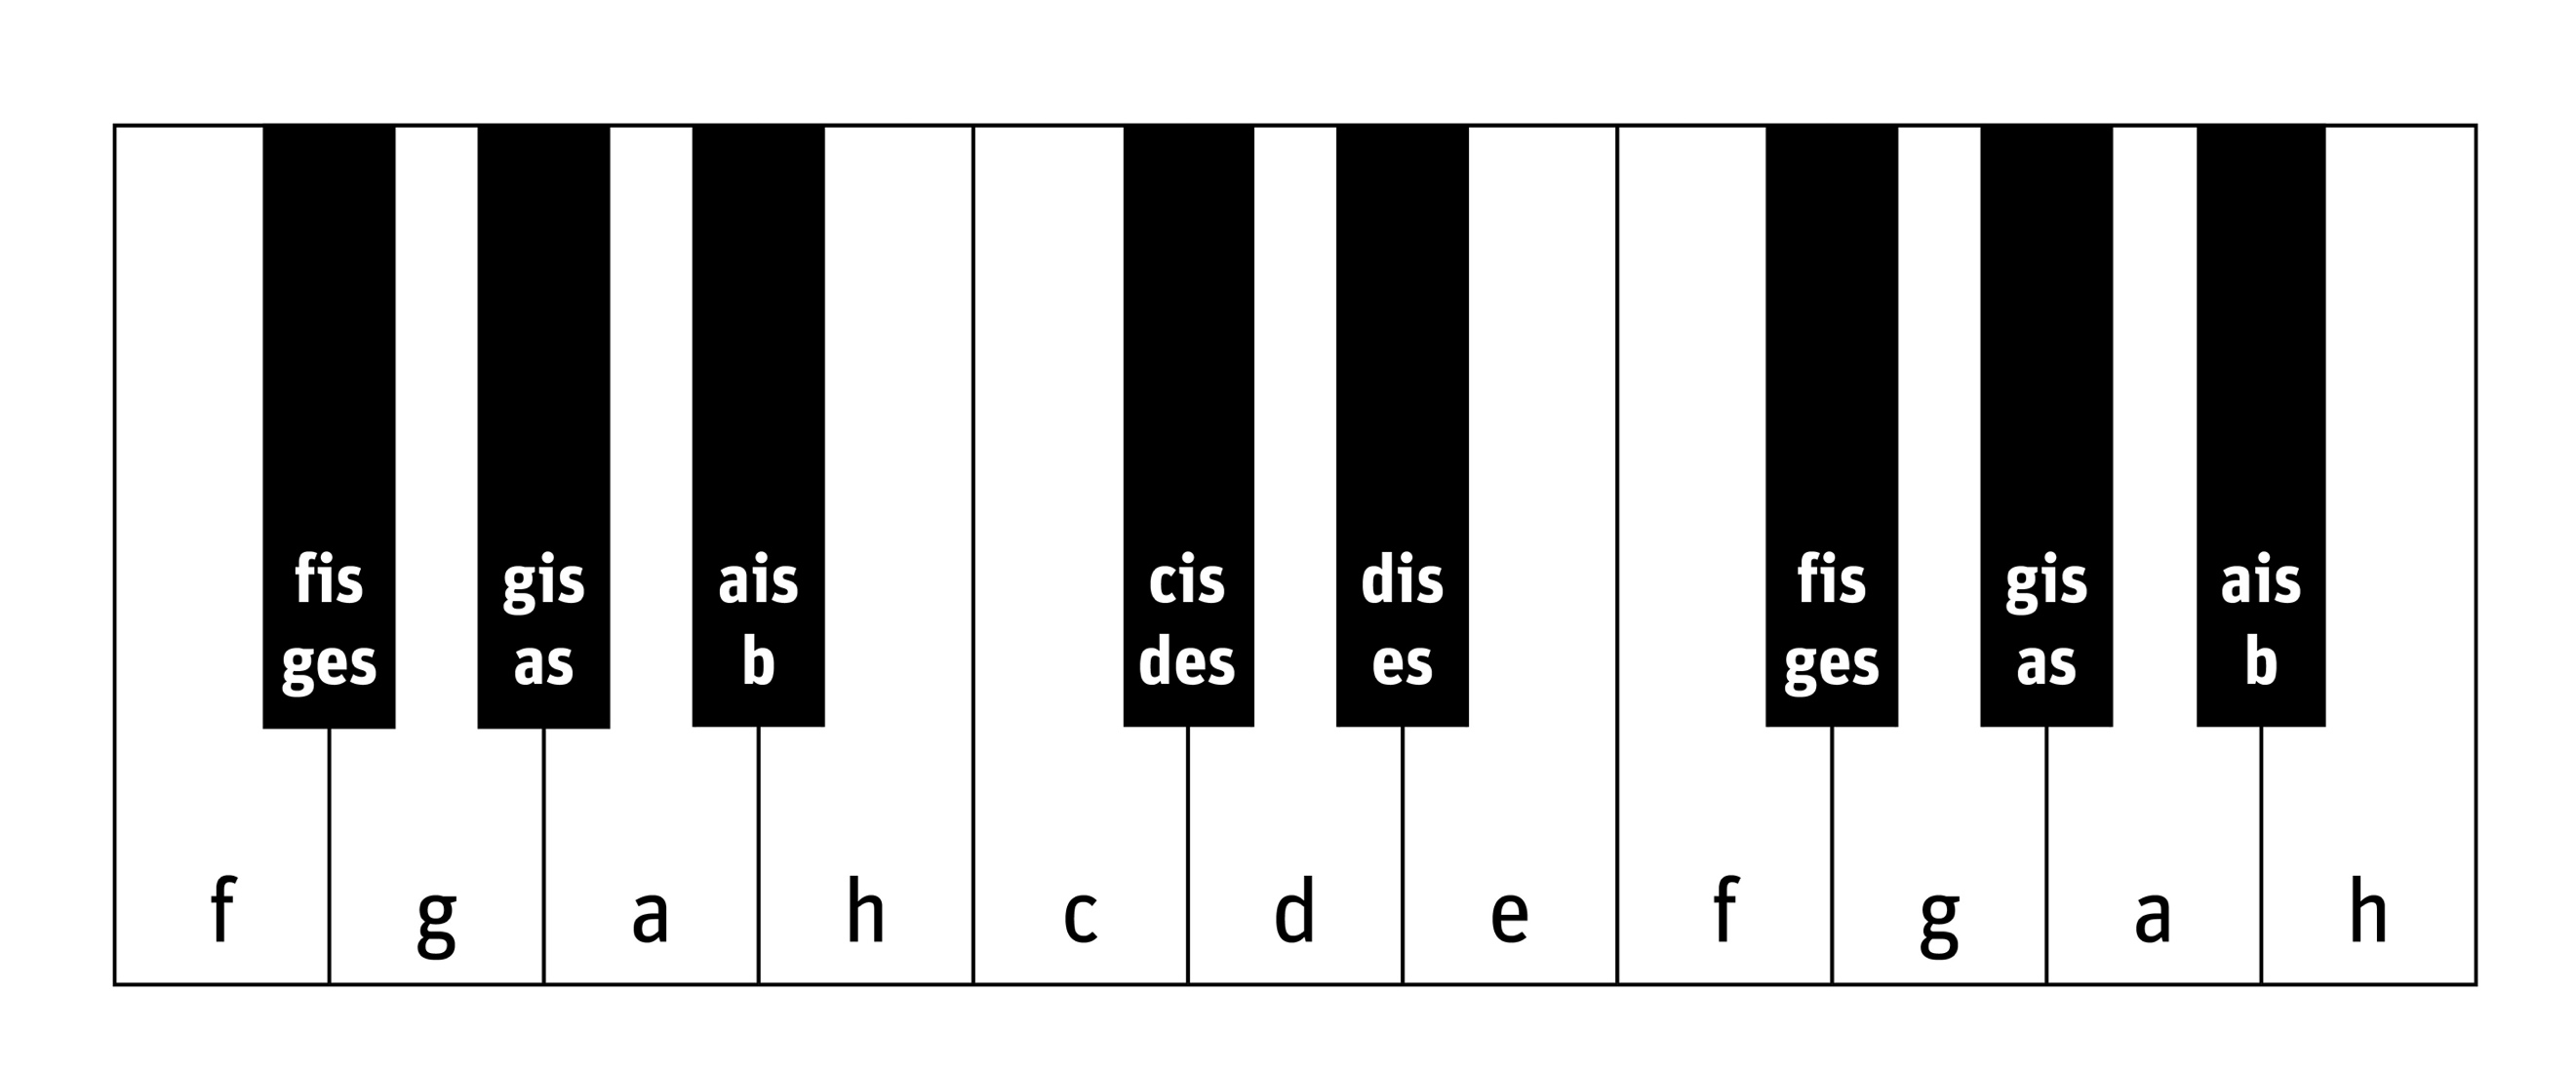 fis gis ais cis dis fis gis ais
ges as b des es ges as b
f g a h c d e f g a h